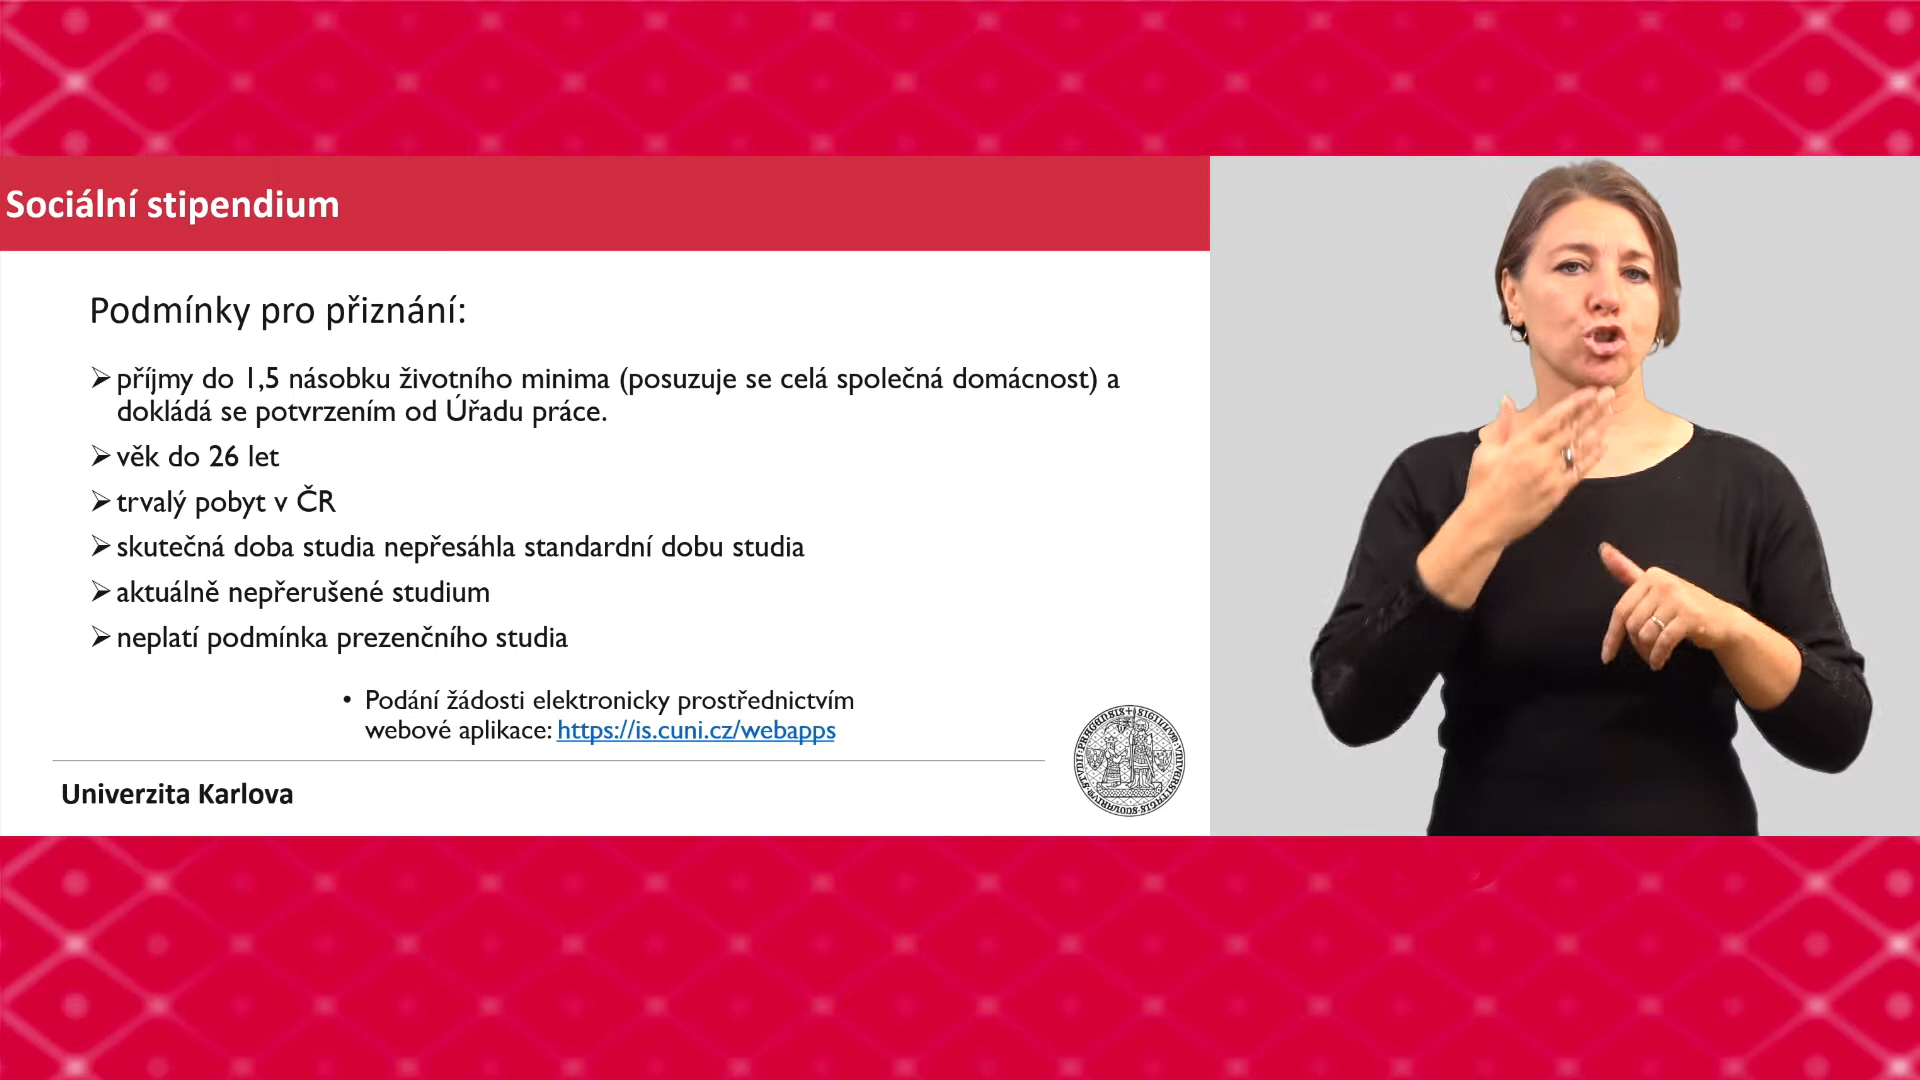 Sociální stipendium
Podmínky pro přiznání:
příjmy do 1,5 násobku životního minima (posuzuje se celá společná domácnost) a
dokládá se potvrzením od Úřadu práce.
věk do 26 let
trvalý pobyt v ČR
skutečná doba studia nepřesáhla standardní dobu studia
aktuálně nepřerušené studium
neplatí podmínka prezenčního studia
• Podání žádosti elektronicky prostřednictvím
webové aplikace: https://is.cuni.cz/webapps
Univerzita Karlova